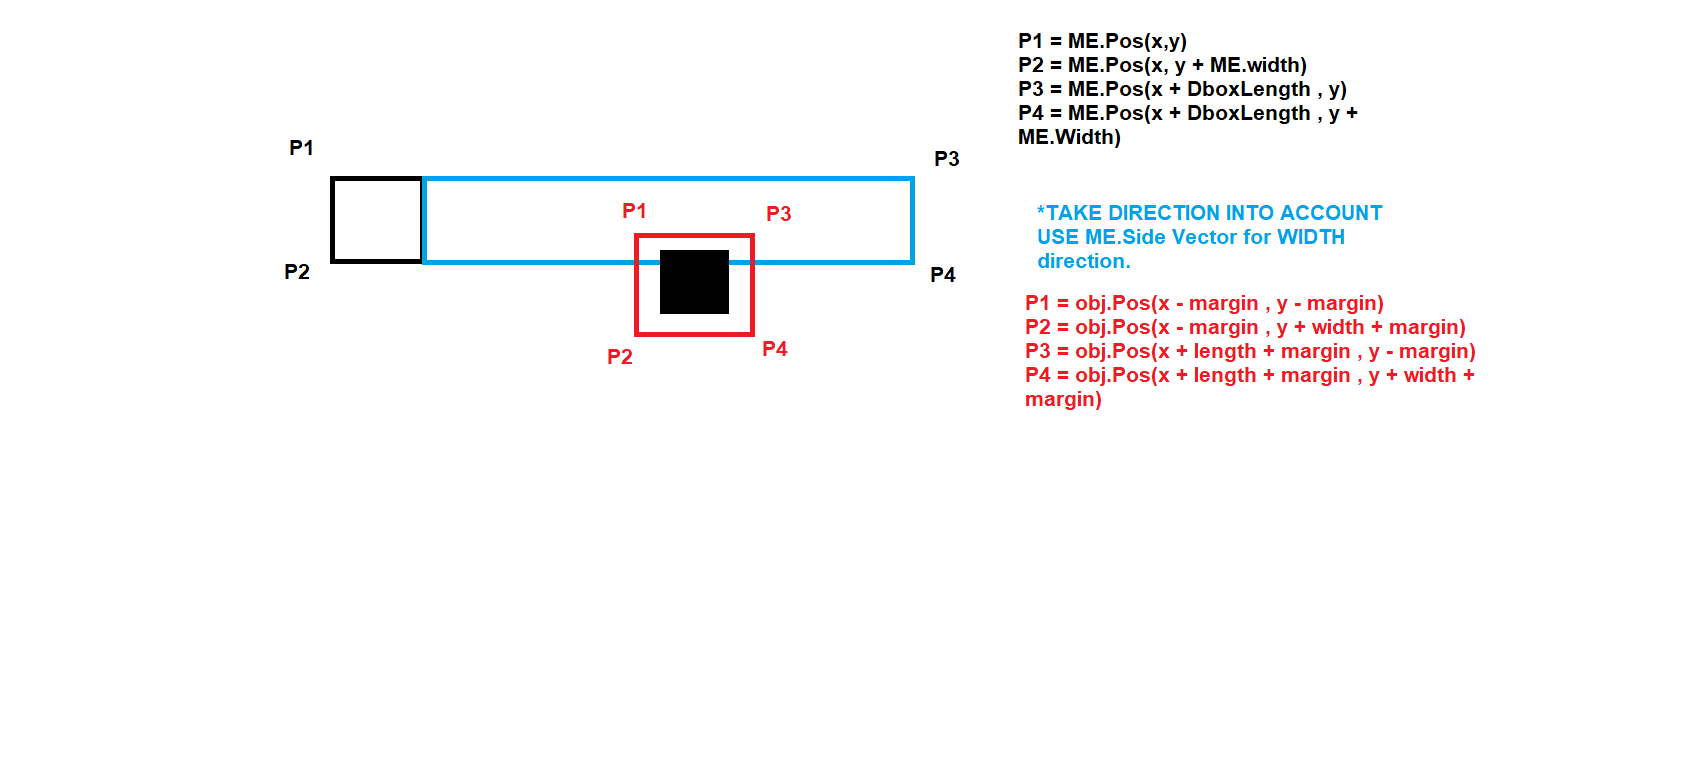 P1 = ME.Pos(x,y)
P2 = ME.Pos(x, y + ME.width)
P3 = ME.Pos(x + DboxLength , y)
P4 = ME.Pos(x + DboxLength , y +
ME.Width)
P1
P3
P1
P3
P2
P4
P2
P4
*TAKE DIRECTION INTO ACCOUNT
USE ME.Side Vector for WIDTH
direction.
P1 = obj.Pos(x - margin , y - margin)
P2 = obj.Pos(x - margin , y + width + margin)
P3 = obj.Pos(x + length + margin , y - margin)
P4 = obj.Pos(x + length + margin , y + width +
margin)